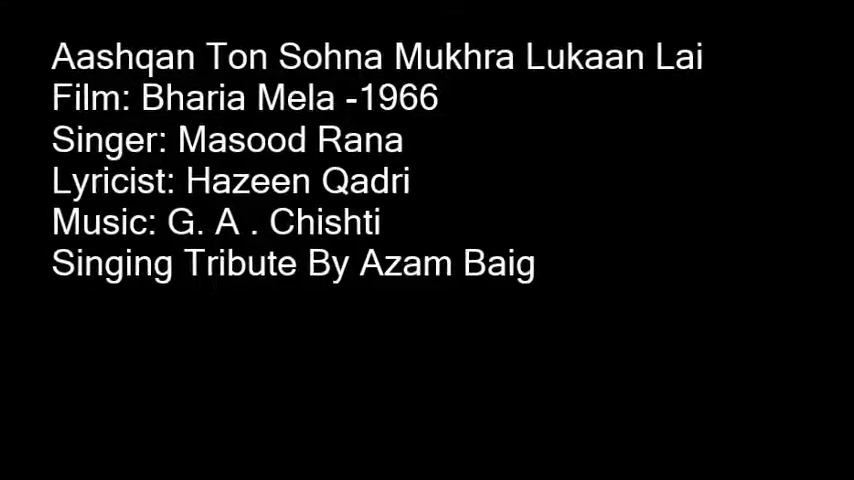 Aashqan Ton Sohna Mukhra Lukaan Lai
Film: Bharia Mela -1966
Singer: Masood Rana
Lyricist: Hazeen Qadri
Music: G. A . Chishti
Singing Tribute By Azam Baig